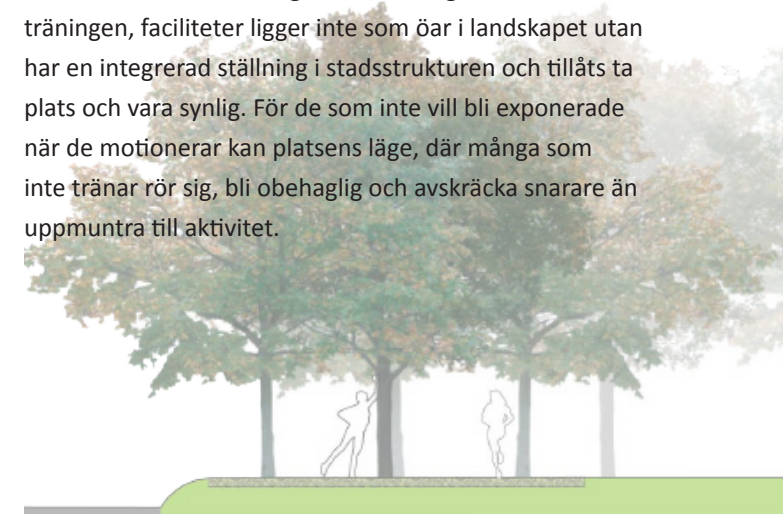 träningen, faciliteter ligger inte som öar i landskapet utan
har en integrerad ställning i stadsstrukturen och tillåts ta
plats och vara synlig. För de som inte vill bli exponerade
när de motionerar kan platsens läge, där många som
inte tränar rör sig, bli obehaglig och avskräcka snarare än
uppmuntra till aktivitet.